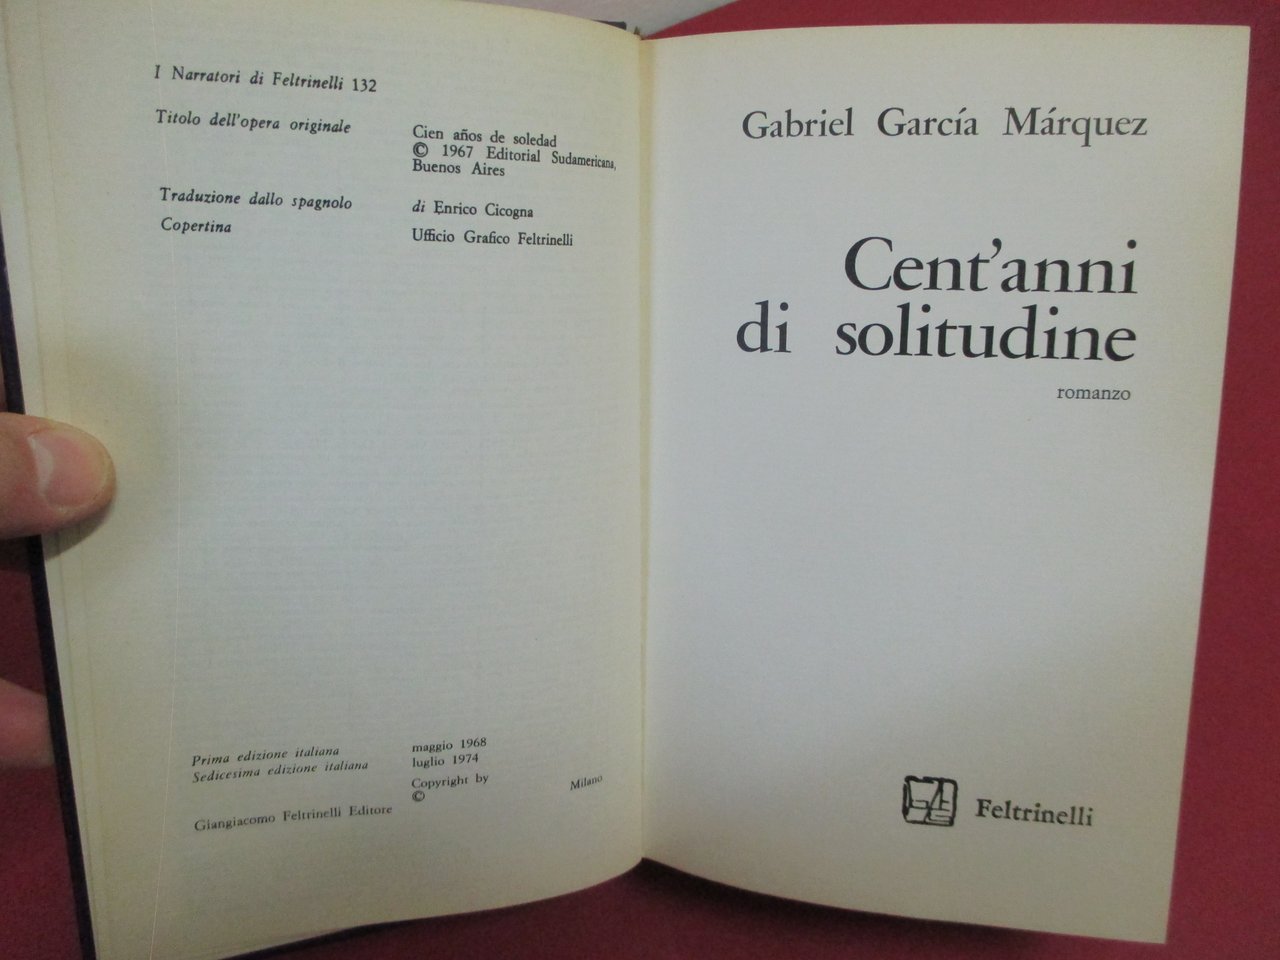 I Narratori di Feltrinelli 132
Titolo dell'opera originale
Cien años de soledad
© 1967 Editorial Sudamericana,
Buenos Aires
Traduzione dallo spagnolo
di Enrico Cicogna
Copertina
Ufficio Grafico Feltrinelli
Prima edizione italiana
maggio 1968
Sedicesima edizione italiana
luglio 1974
Copyright by
©
Giangiacomo Feltrinelli Editore
Milano
Gabriel García Márquez
Cent'anni
di solitudine
romanzo
Feltrinelli